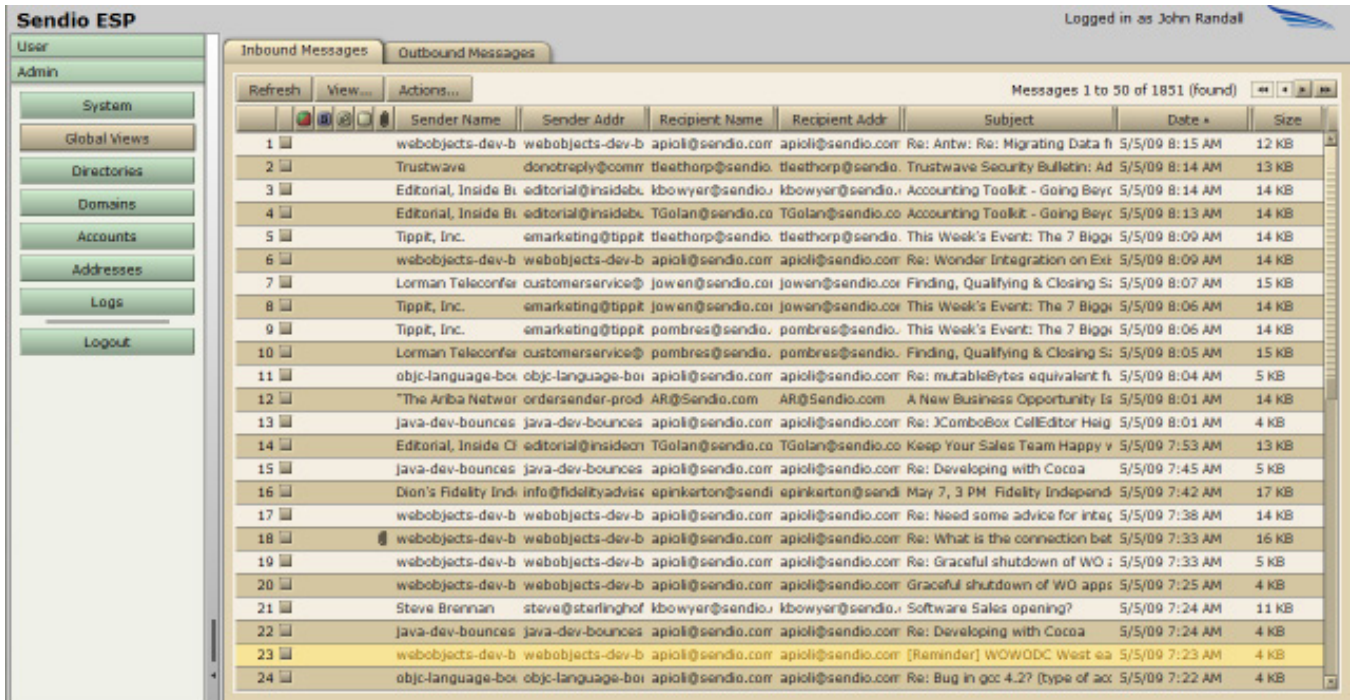 Sendio ESP
Logged in as John Randall
User
Admin
System
Global Views
Directories
Domains
Accounts
Addresses
Logs
Logout
Inbound Messages Outbound Messages
Refresh View... Actions... Messages 1 to 50 of 1851 (found)
Sender Name Sender Addr Recipient Name Recipient Addr Subject Date Size
1 webobjects-dev-b webobjects-dev-b apioli@sendio.com apioli@sendio.com Re: Antw: Re: Migrating Data 5/5/09 8:15 AM 12 KB
2 Trustwave donotreply@comm tleethorp@sendio. tleethorp@sendio. Trustwave Security Bulletin: Ad 5/5/09 8:14 AM 13 KB
3 Editorial, Inside editorial@insidebu kbowyer@sendio. kbowyer@sendio. Accounting Toolkit - Going 5/5/09 8:14 AM 14 KB
4 Editorial, Inside editorial@insidebu TGolan@sendio.co TGolan@sendio.co Accounting Toolkit - Going 5/5/09 8:13 AM 14 KB
5 Tippit, Inc. emarketing@tippit tleethorp@sendio. tleethorp@sendio. This Week's Event: The 7 5/5/09 8:09 AM 14 KB
6 webobjects-dev-b webobjects-dev-b apioli@sendio.com apioli@sendio.com Re: Wonder Integration on 5/5/09 8:09 AM 14 KB
7 Lorman customerservice@ jowen@sendio.co jowen@sendio.co Finding, Qualifying & Closing 5/5/09 8:07 AM 15 KB
8 Tippit, Inc. emarketing@tippit jowen@sendio.co jowen@sendio.co This Week's Event: The 7 5/5/09 8:06 AM 14 KB
9 Tippit, Inc. emarketing@tippit pombres@sendio. pombres@sendio. This Week's Event: The 7 5/5/09 8:06 AM 14 KB
10 Lorman customerservice@ pombres@sendio. pombres@sendio. Finding, Qualifying & Closing 5/5/09 8:05 AM 15 KB
11 objc-language-bo objc-language-bo apioli@sendio.com apioli@sendio.com Re: mutableBytes equivalent 5/5/09 8:04 AM 5 KB
12 "The Ariba Networ ordersender-prod AR@Sendio.com AR@Sendio.com A New Business Opportunity Is 5/5/09 8:01 AM 14 KB
13 java-dev-bounces java-dev-bounces apioli@sendio.com apioli@sendio.com Re: JComboBox CellEditor Heig 5/5/09 8:01 AM 4 KB
14 Editorial, Inside editorial@insidecr TGolan@sendio.co TGolan@sendio.co Keep Your Sales Team Happy 5/5/09 7:53 AM 13 KB
15 java-dev-bounces java-dev-bounces apioli@sendio.com apioli@sendio.com Re: Developing with Cocoa 5/5/09 7:45 AM 5 KB
16 Dion's Fidelity info@fidelityadvis epinkerton@sendi epinkerton@sendi May 7, 3 PM Fidelity Independ 5/5/09 7:42 AM 17 KB
17 webobjects-dev-b webobjects-dev-b apioli@sendio.com apioli@sendio.com Re: Need some advice for 5/5/09 7:38 AM 14 KB
18 webobjects-dev-b webobjects-dev-b apioli@sendio.com apioli@sendio.com Re: What is the connection bet 5/5/09 7:33 AM 16 KB
19 webobjects-dev-b webobjects-dev-b apioli@sendio.com apioli@sendio.com Re: Graceful shutdown of WO 5/5/09 7:33 AM 5 KB
20 webobjects-dev-b webobjects-dev-b apioli@sendio.com apioli@sendio.com Graceful shutdown of WO apps 5/5/09 7:25 AM 4 KB
21 Steve Brennan steve@sterlinghof kbowyer@sendio. kbowyer@sendio. Software Sales opening? 5/5/09 7:24 AM 11 KB
22 java-dev-bounces java-dev-bounces apioli@sendio.com apioli@sendio.com Re: Developing with Cocoa 5/5/09 7:24 AM 4 KB
23 webobjects-dev-b webobjects-dev-b apioli@sendio.com apioli@sendio.com [Reminder] WOWODC West ea 5/5/09 7:23 AM 4 KB
24 objc-language-bo objc-language-bo apioli@sendio.com apioli@sendio.com Re: Bug in gcc 4.2? (type of 5/5/09 7:22 AM 4 KB